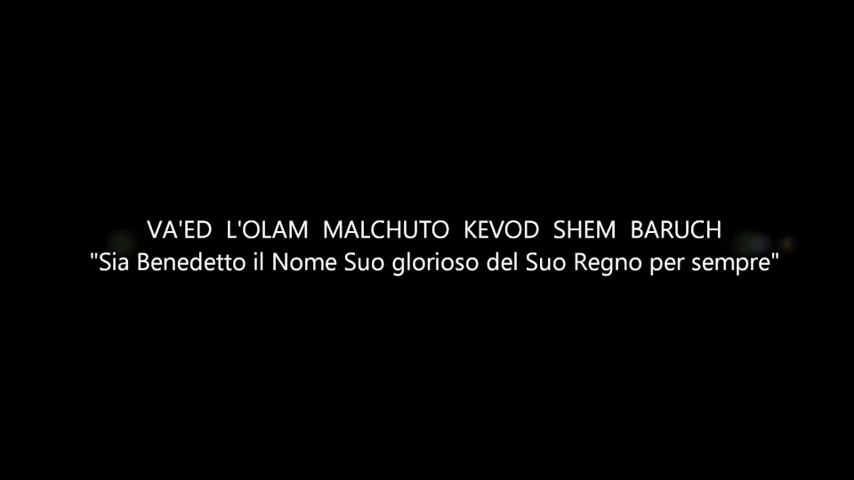 VA'ED L'OLAM MALCHUTO KEVOD SHEM BARUCH
"Sia Benedetto il Nome Suo glorioso del Suo Regno per sempre"